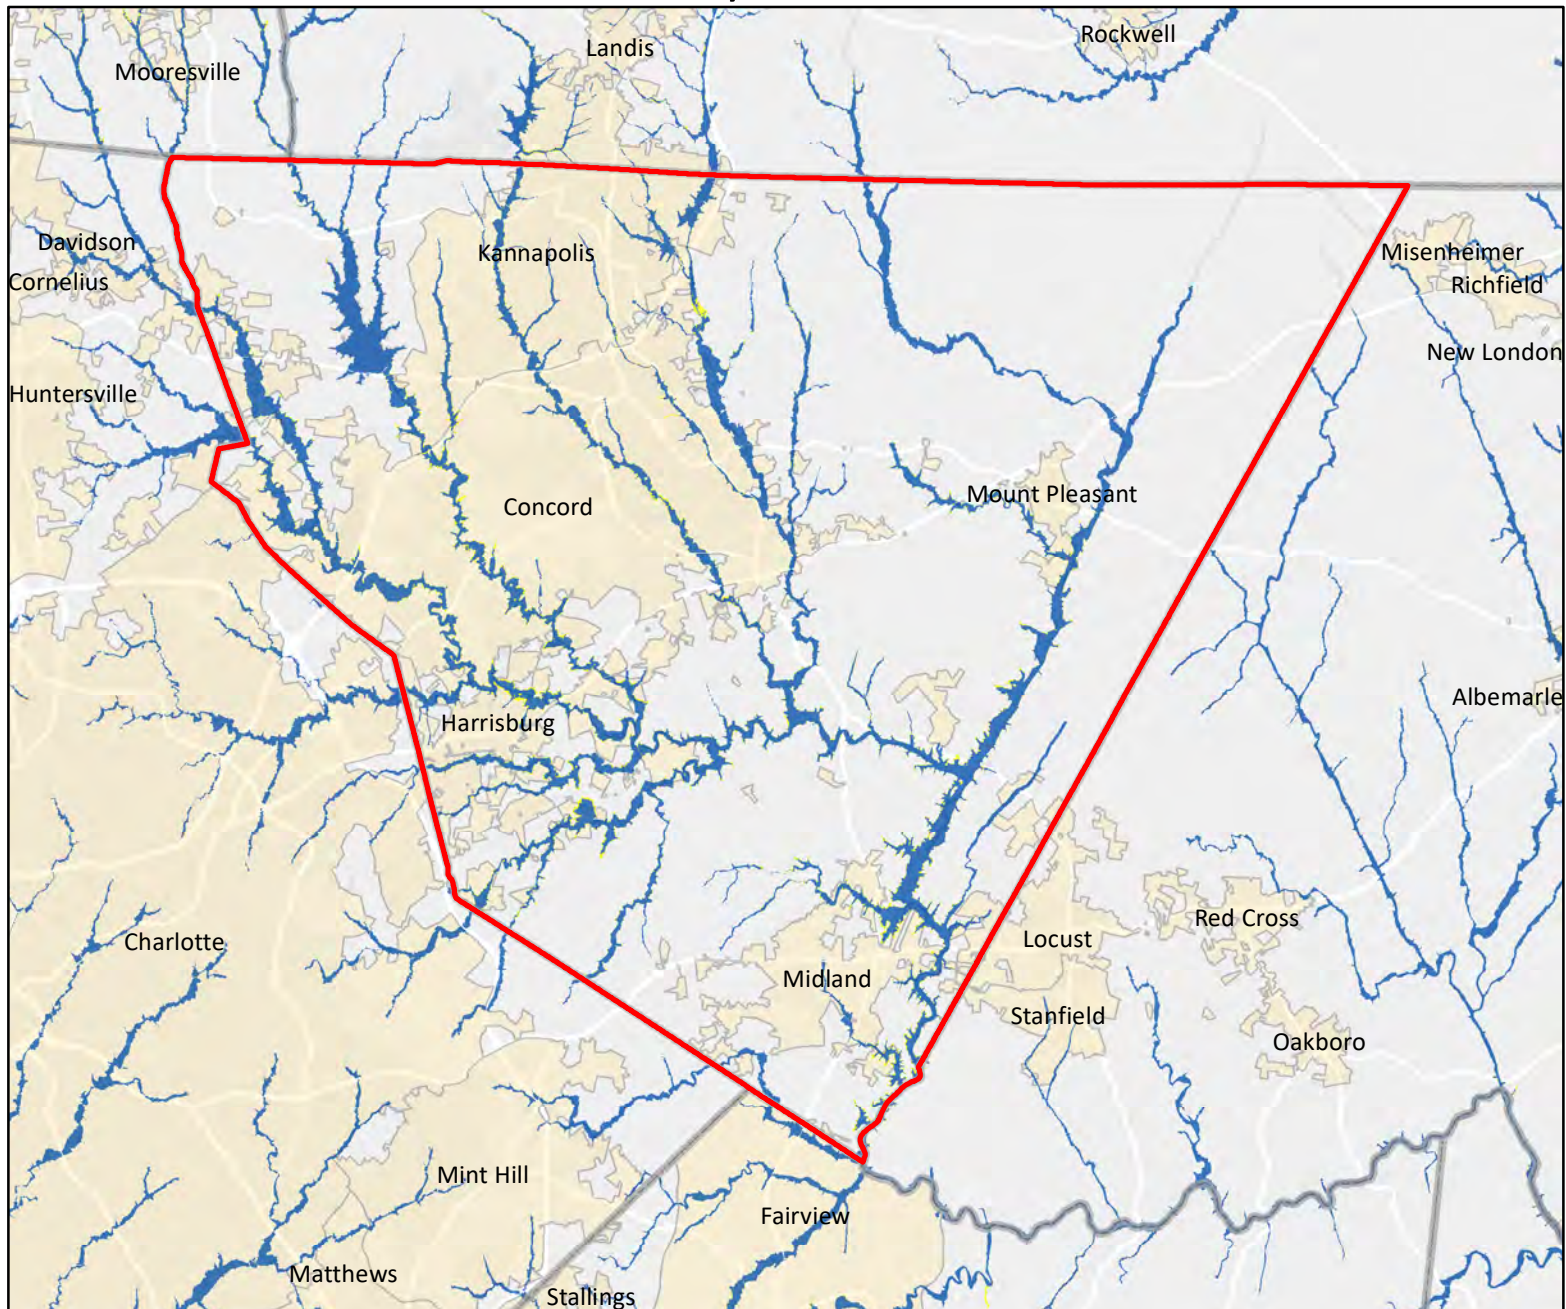 Rockwell
Landis
Mooresville
Davidson
Kannapolis
Misenheimer
Cornelius
Richfield
New London
Huntersville
Mount Pleasant
Concord
Albemarle
Harrisburg
Red Cross
Charlotte
Locust
Midland
Stanfield
Oakboro
Mint Hill
Fairview
Matthews
Stallings